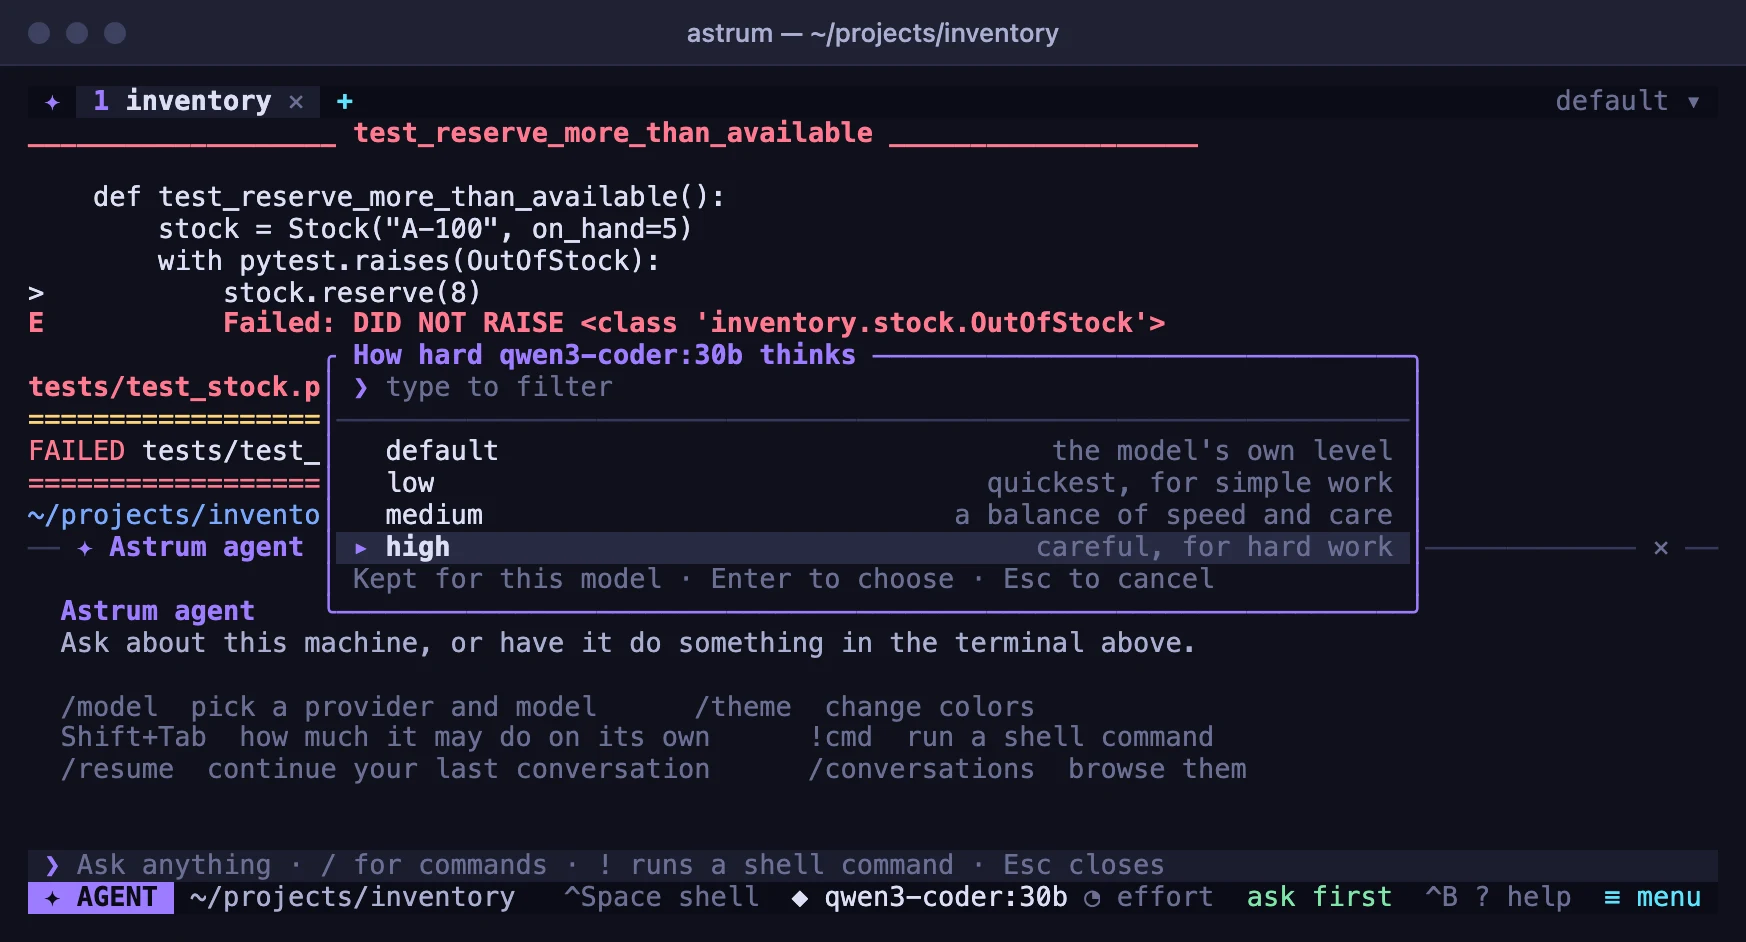 astrum — ~/projects/inventory
✦ 1 inventory × + default ▾
___________________ test_reserve_more_than_available ___________________
def test_reserve_more_than_available():
stock = Stock("A-100", on_hand=5)
with pytest.raises(OutOfStock):
> stock.reserve(8)
E Failed: DID NOT RAISE <class 'inventory.stock.OutOfStock'>
How hard qwen3-coder:30b thinks
tests/test_stock.p ❯ type to filter
==================
default the model's own level
FAILED tests/test_ low quickest, for simple work
==================
~/projects/invento medium a balance of speed and care
✦ Astrum agent ▸ high careful, for hard work ×
Kept for this model · Enter to choose · Esc to cancel
Astrum agent
Ask about this machine, or have it do something in the terminal above.
/model pick a provider and model /theme change colors
Shift+Tab how much it may do on its own !cmd run a shell command
/resume continue your last conversation /conversations browse them
❯ Ask anything · / for commands · ! runs a shell command · Esc closes
✦ AGENT ~/projects/inventory ^Space shell ◆ qwen3-coder:30b ◔ effort ask first ^B ? help ≡ menu